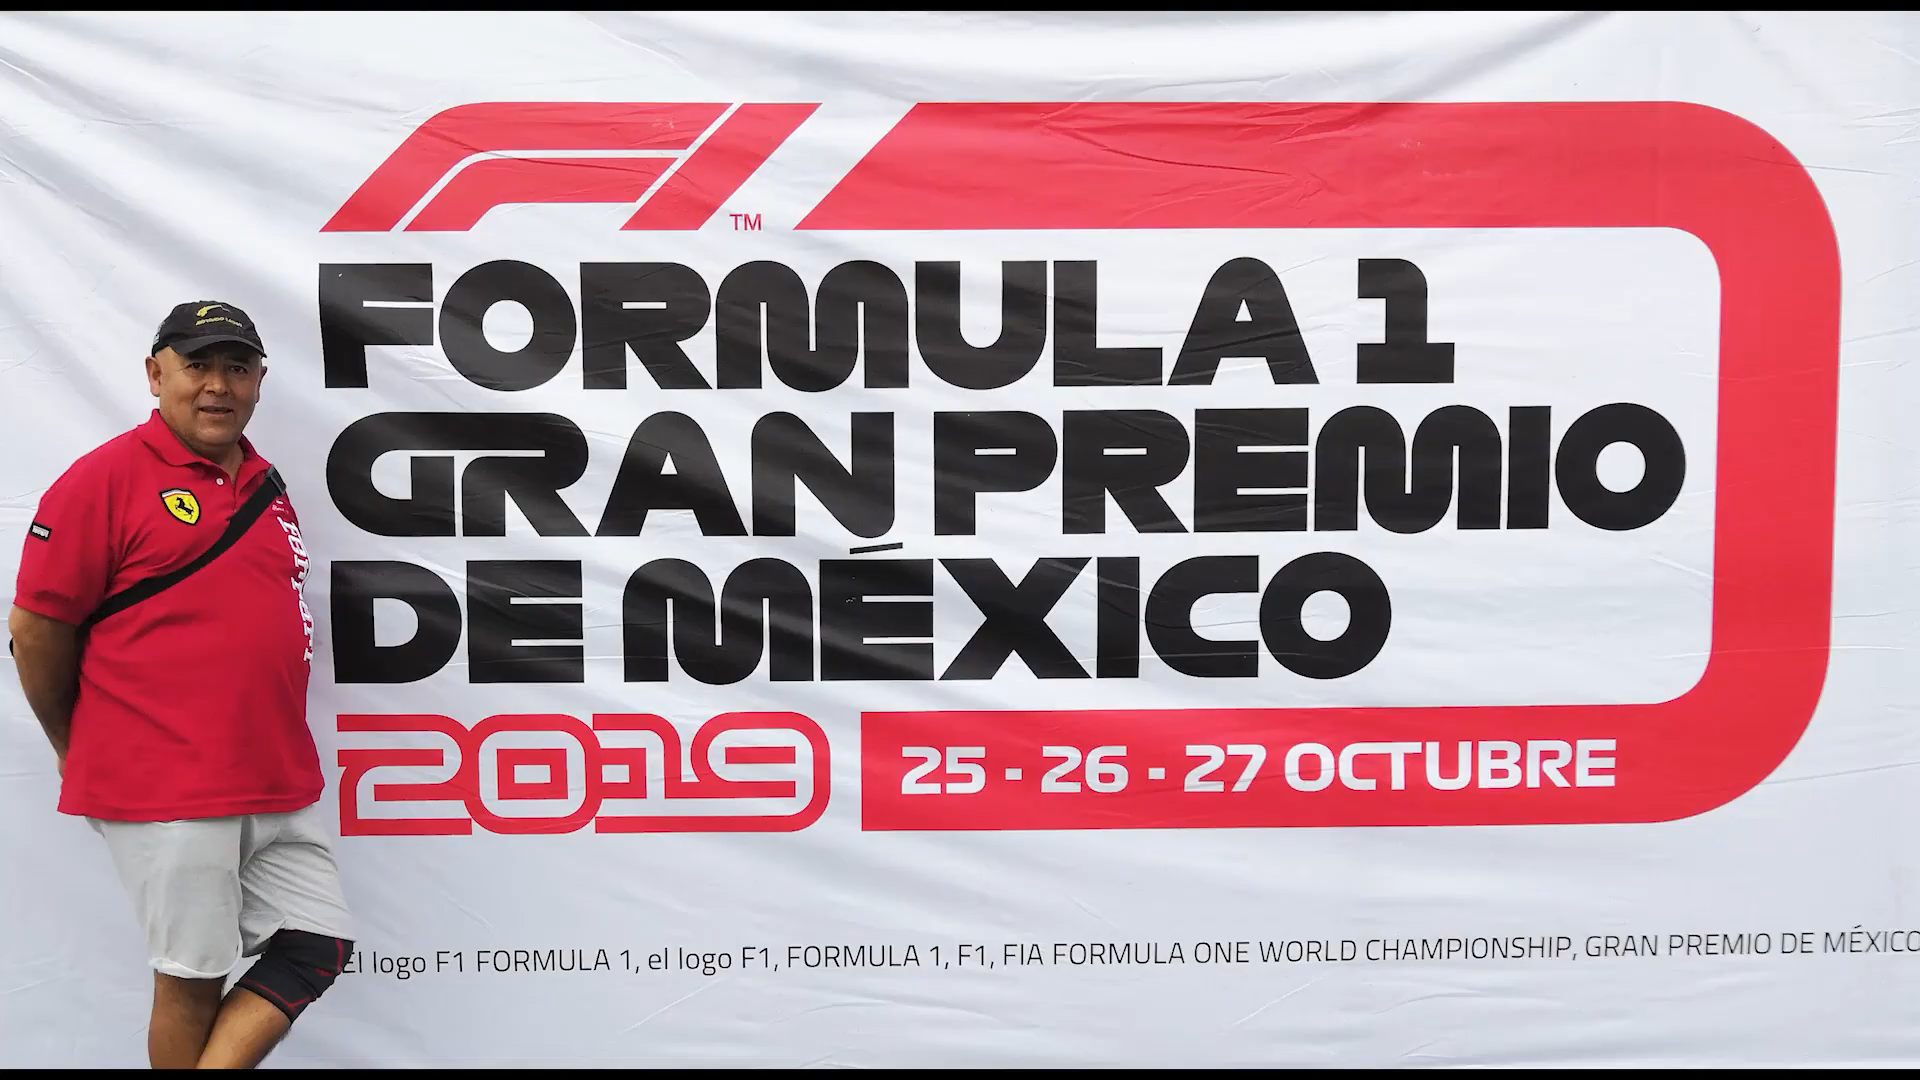 F1 TM
FORMULA 1
GRAN PREMIO
DE MÉXICO
2019 25 - 26 - 27 OCTUBRE
Ferrari
El logo F1 FORMULA 1, el logo F1, FORMULA 1, F1, FIA FORMULA ONE WORLD CHAMPIONSHIP, GRAN PREMIO DE MÉXICO